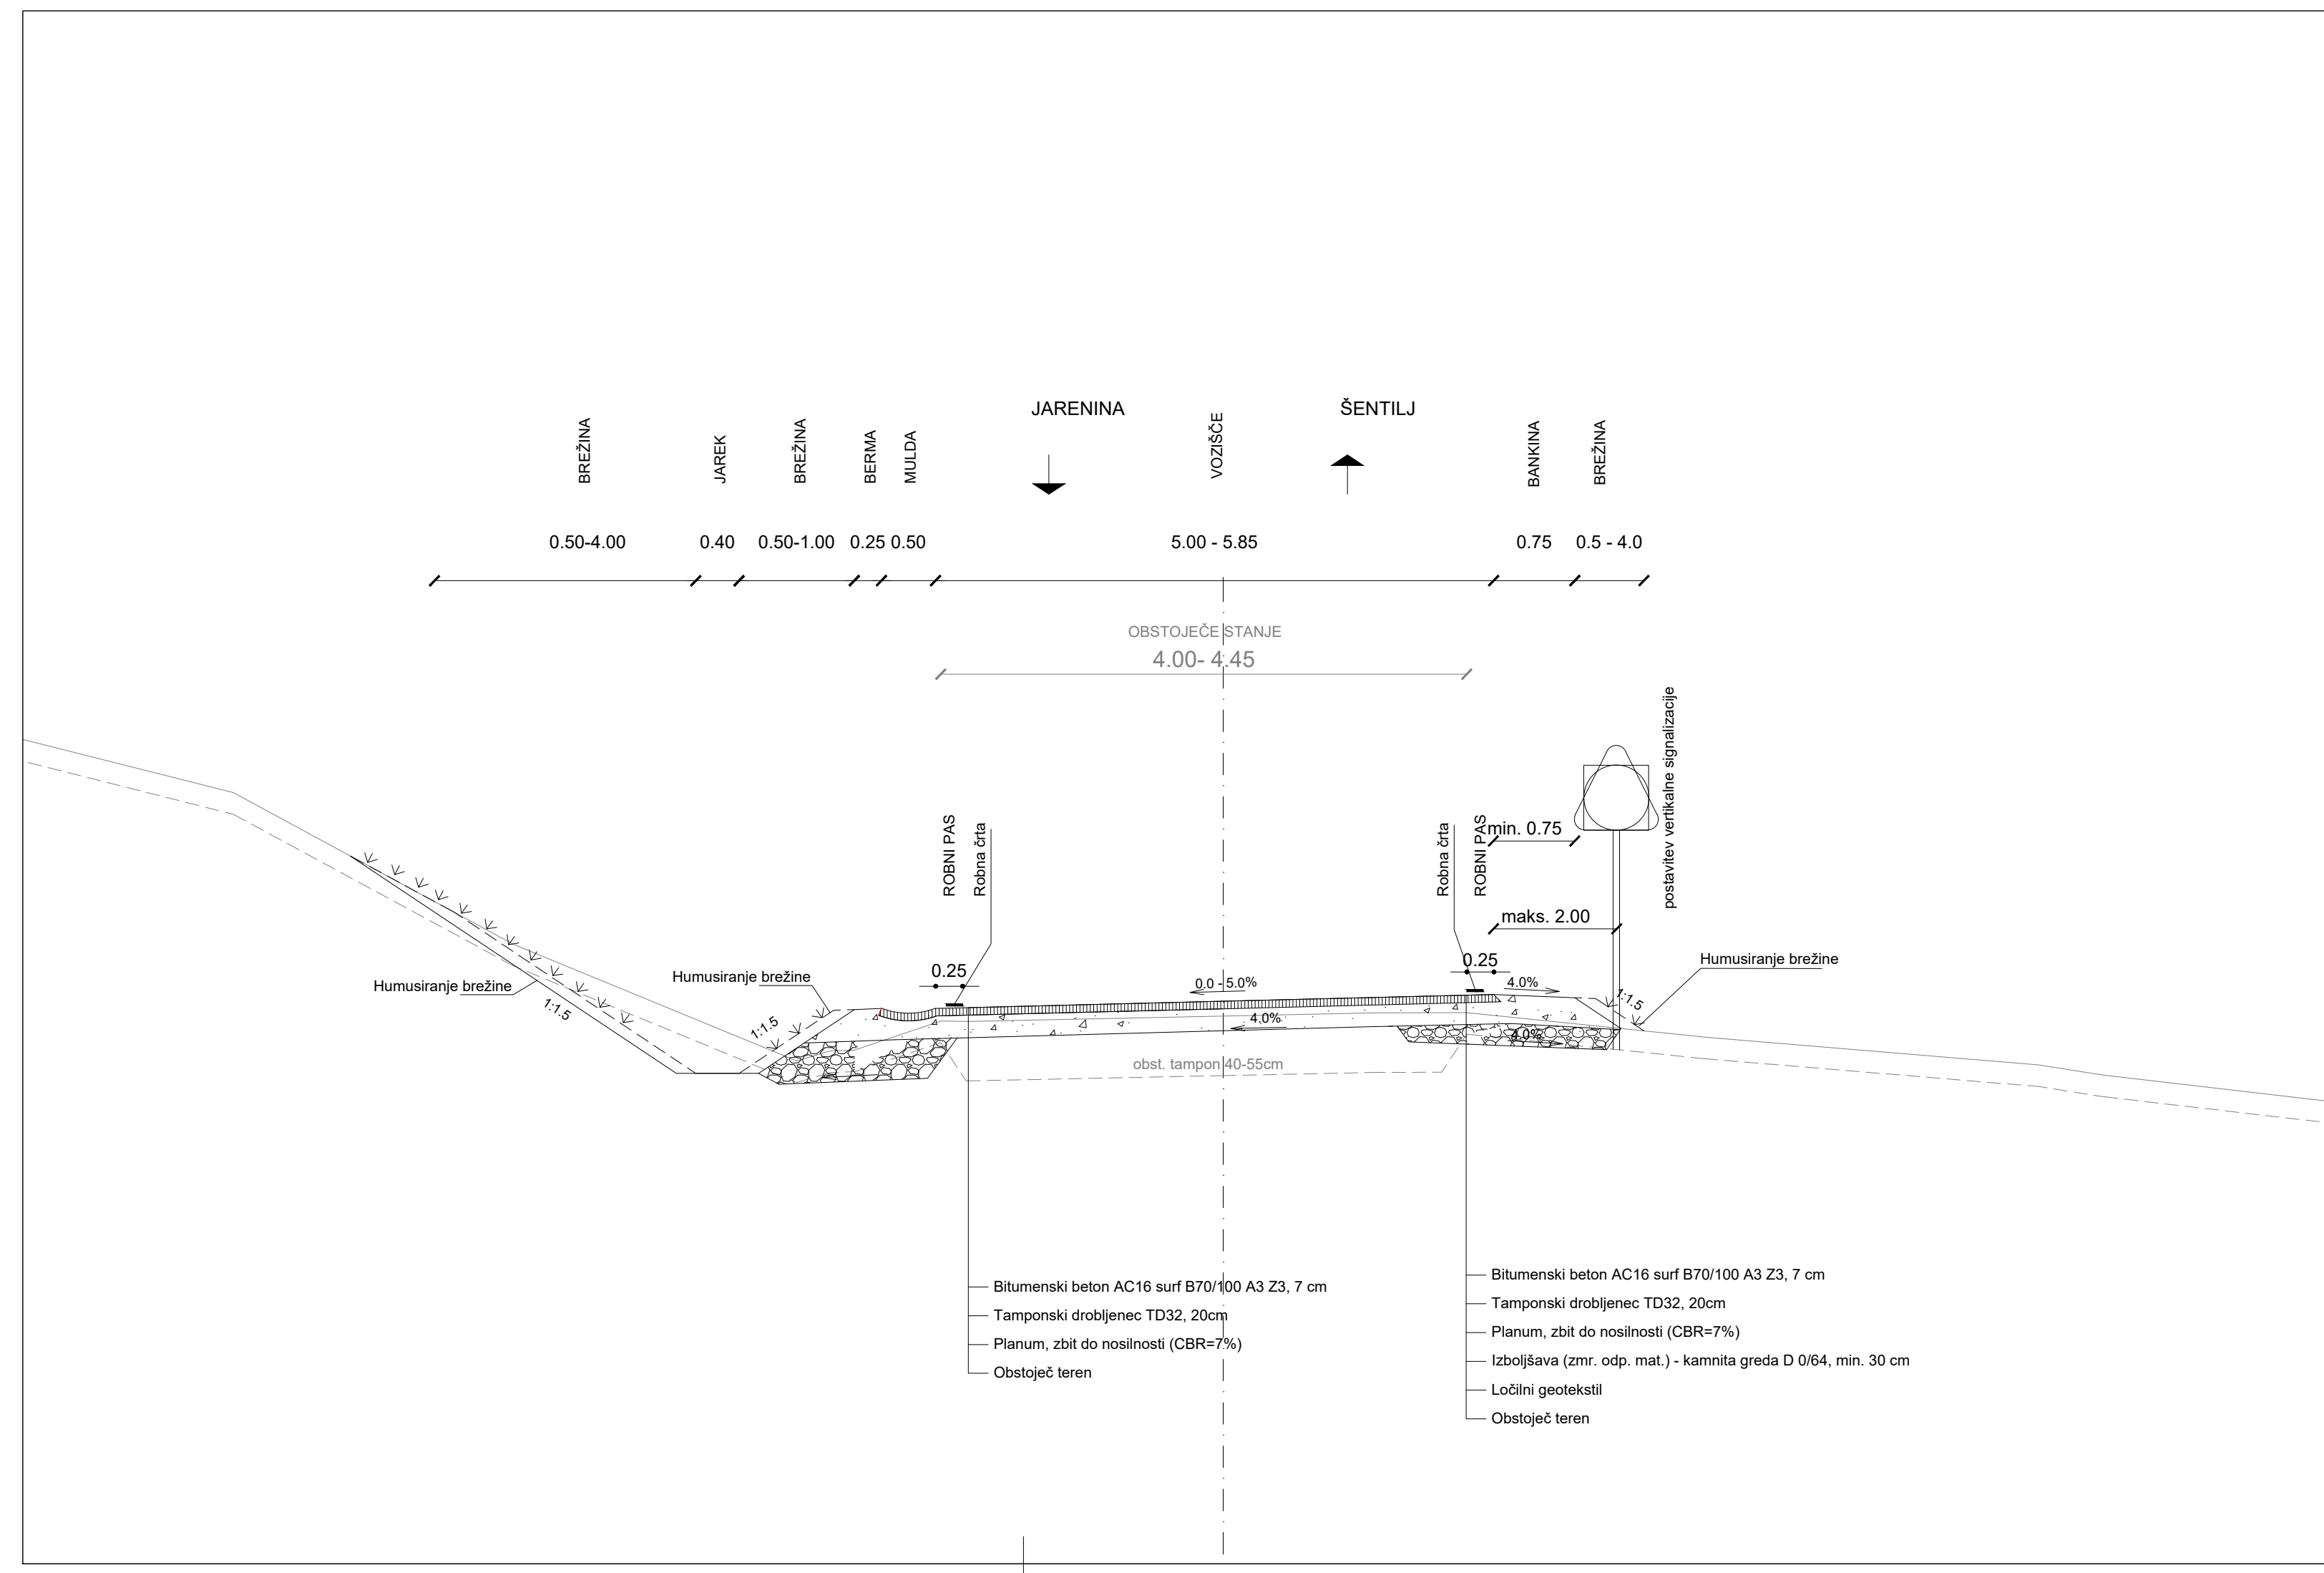 JARENINA
ŠENTILJ
BREŽINA
JAREK
BREŽINA
BERMA
MULDA
VOZIŠČE
BANKINA
BREŽINA
0.50-4.00
0.40
0.50-1.00
0.25
0.50
5.00 - 5.85
0.75
0.5 - 4.0
OBSTOJEČE STANJE
4.00- 4.45
postavitev vertikalne signalizacije
ROBNI PAS
Robna črta
Robna črta
ROBNI PAS
min. 0.75
maks. 2.00
Humusiranje brežine
Humusiranje brežine
Humusiranje brežine
0.25
0.25
0.0 - 5.0%
4.0%
1:1.5
1:1.5
1:1.5
4.0%
4.0%
obst. tampon 40-55cm
Bitumenski beton AC16 surf B70/100 A3 Z3, 7 cm
Tamponski drobljenec TD32, 20cm
Planum, zbit do nosilnosti (CBR=7%)
Obstoječ teren
Bitumenski beton AC16 surf B70/100 A3 Z3, 7 cm
Tamponski drobljenec TD32, 20cm
Planum, zbit do nosilnosti (CBR=7%)
Izboljšava (zmr. odp. mat.) - kamnita greda D 0/64, min. 30 cm
Ločilni geotekstil
Obstoječ teren